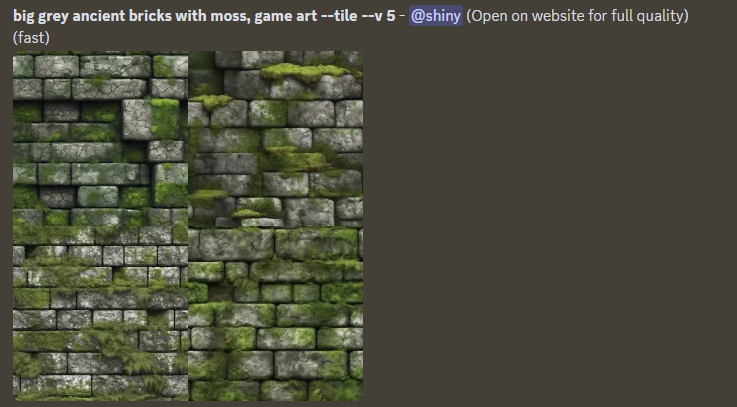 big grey ancient bricks with moss, game art --tile --v 5 - @shiny (Open on website for full quality)
(fast)